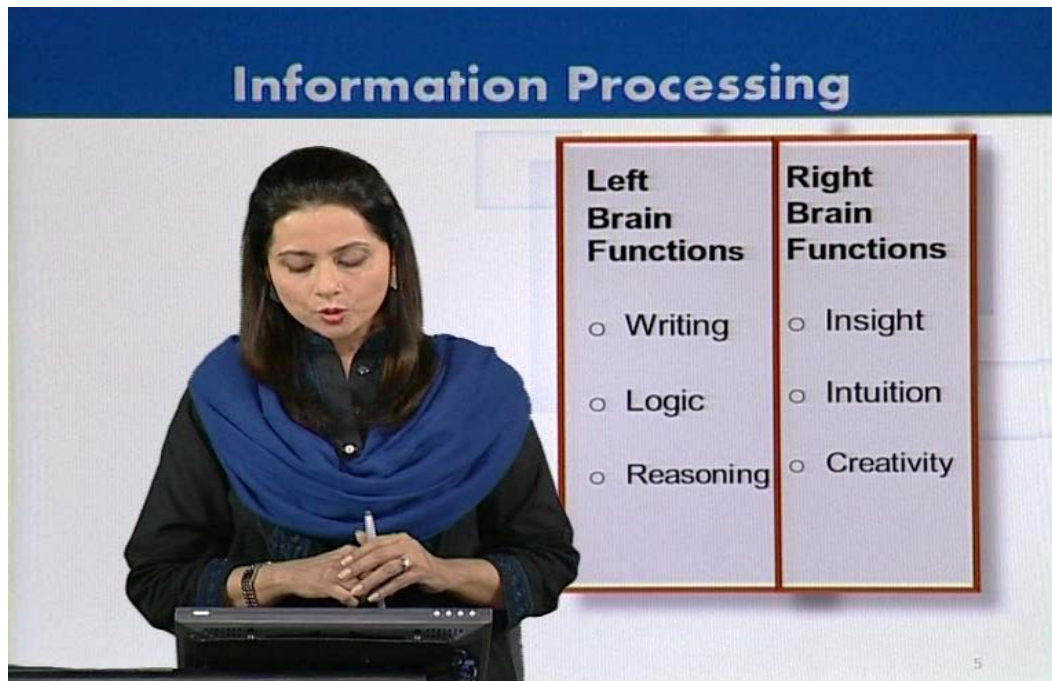 Information Processing
Left
Brain
Functions
o Writing
o Logic
o Reasoning
Right
Brain
Functions
o Insight
o Intuition
o Creativity
5